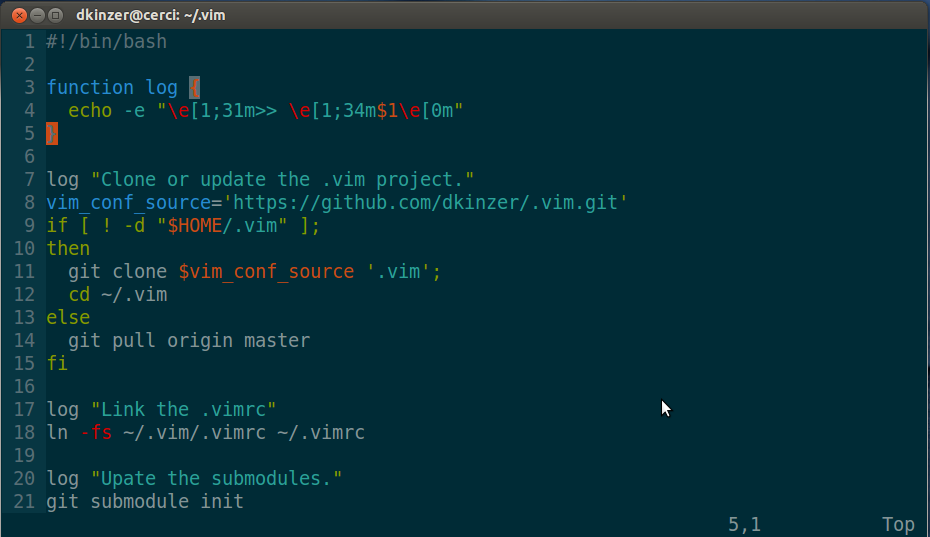 dkinzer@cerci: ~/.vim
1 #!/bin/bash
2
3 function log {
4   echo -e "\e[1;31m>> \e[1;34m$1\e[0m"
5 }
6
7 log "Clone or update the .vim project."
8 vim_conf_source='https://github.com/dkinzer/.vim.git'
9 if [ ! -d "$HOME/.vim" ];
10 then
11   git clone $vim_conf_source '.vim';
12   cd ~/.vim
13 else
14   git pull origin master
15 fi
16
17 log "Link the .vimrc"
18 ln -fs ~/.vim/.vimrc ~/.vimrc
19
20 log "Upate the submodules."
21 git submodule init
5,1 Top